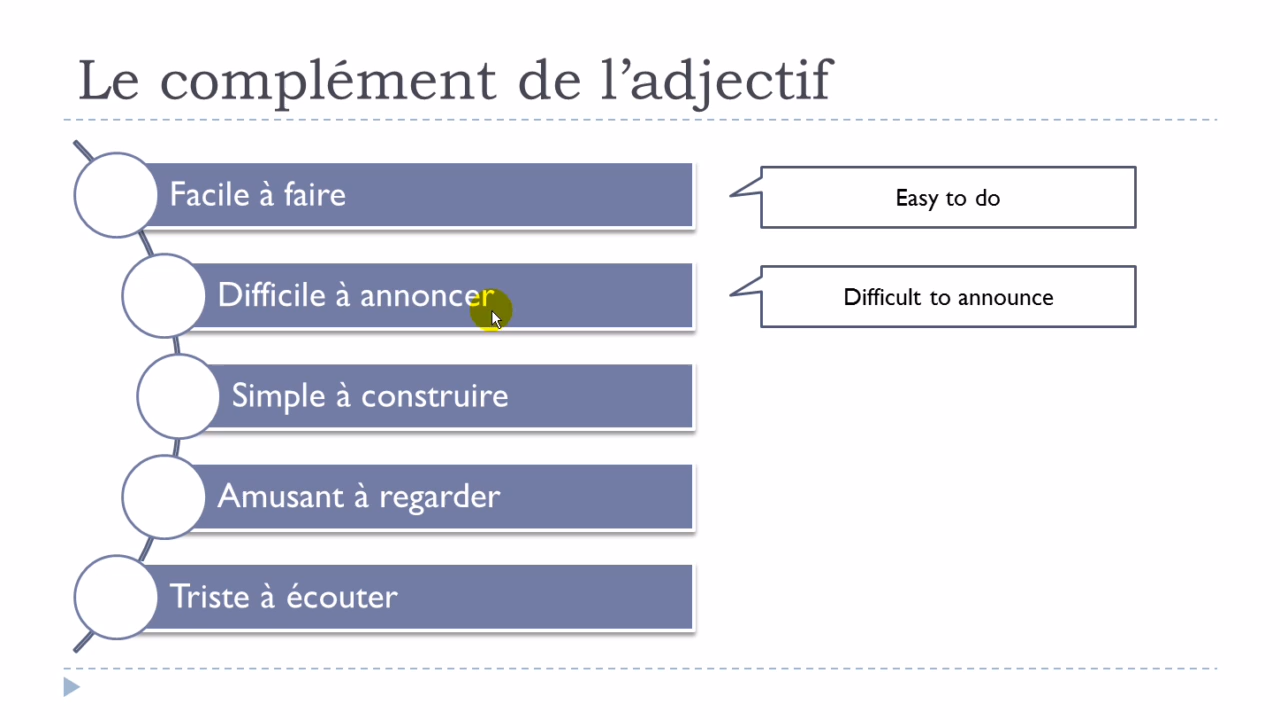 Le complément de l’adjectif
Facile à faire
Easy to do
Difficile à annoncer
Difficult to announce
Simple à construire
Amusant à regarder
Triste à écouter